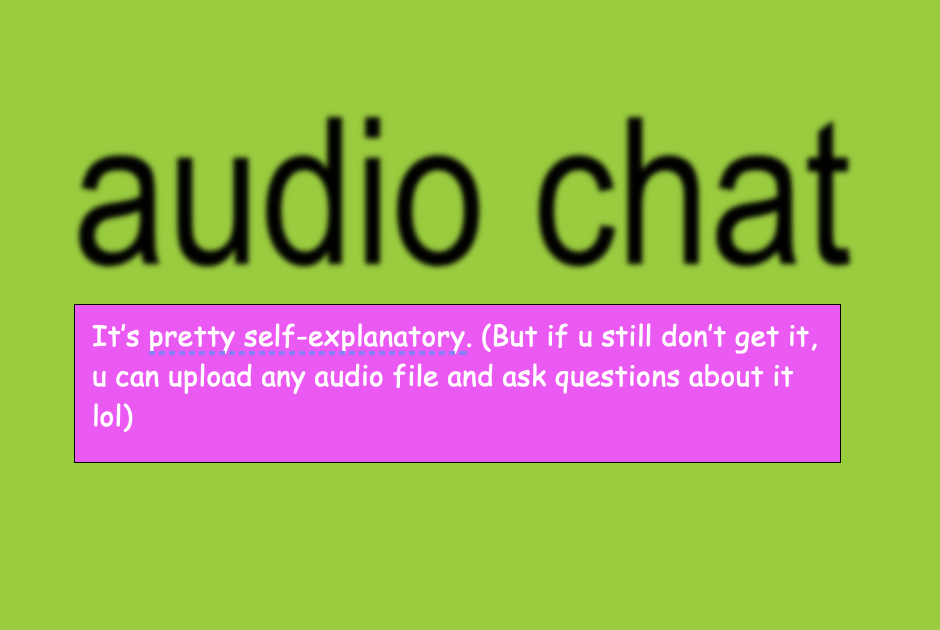 audio chat
It’s pretty self-explanatory. (But if u still don’t get it,
u can upload any audio file and ask questions about it
lol)